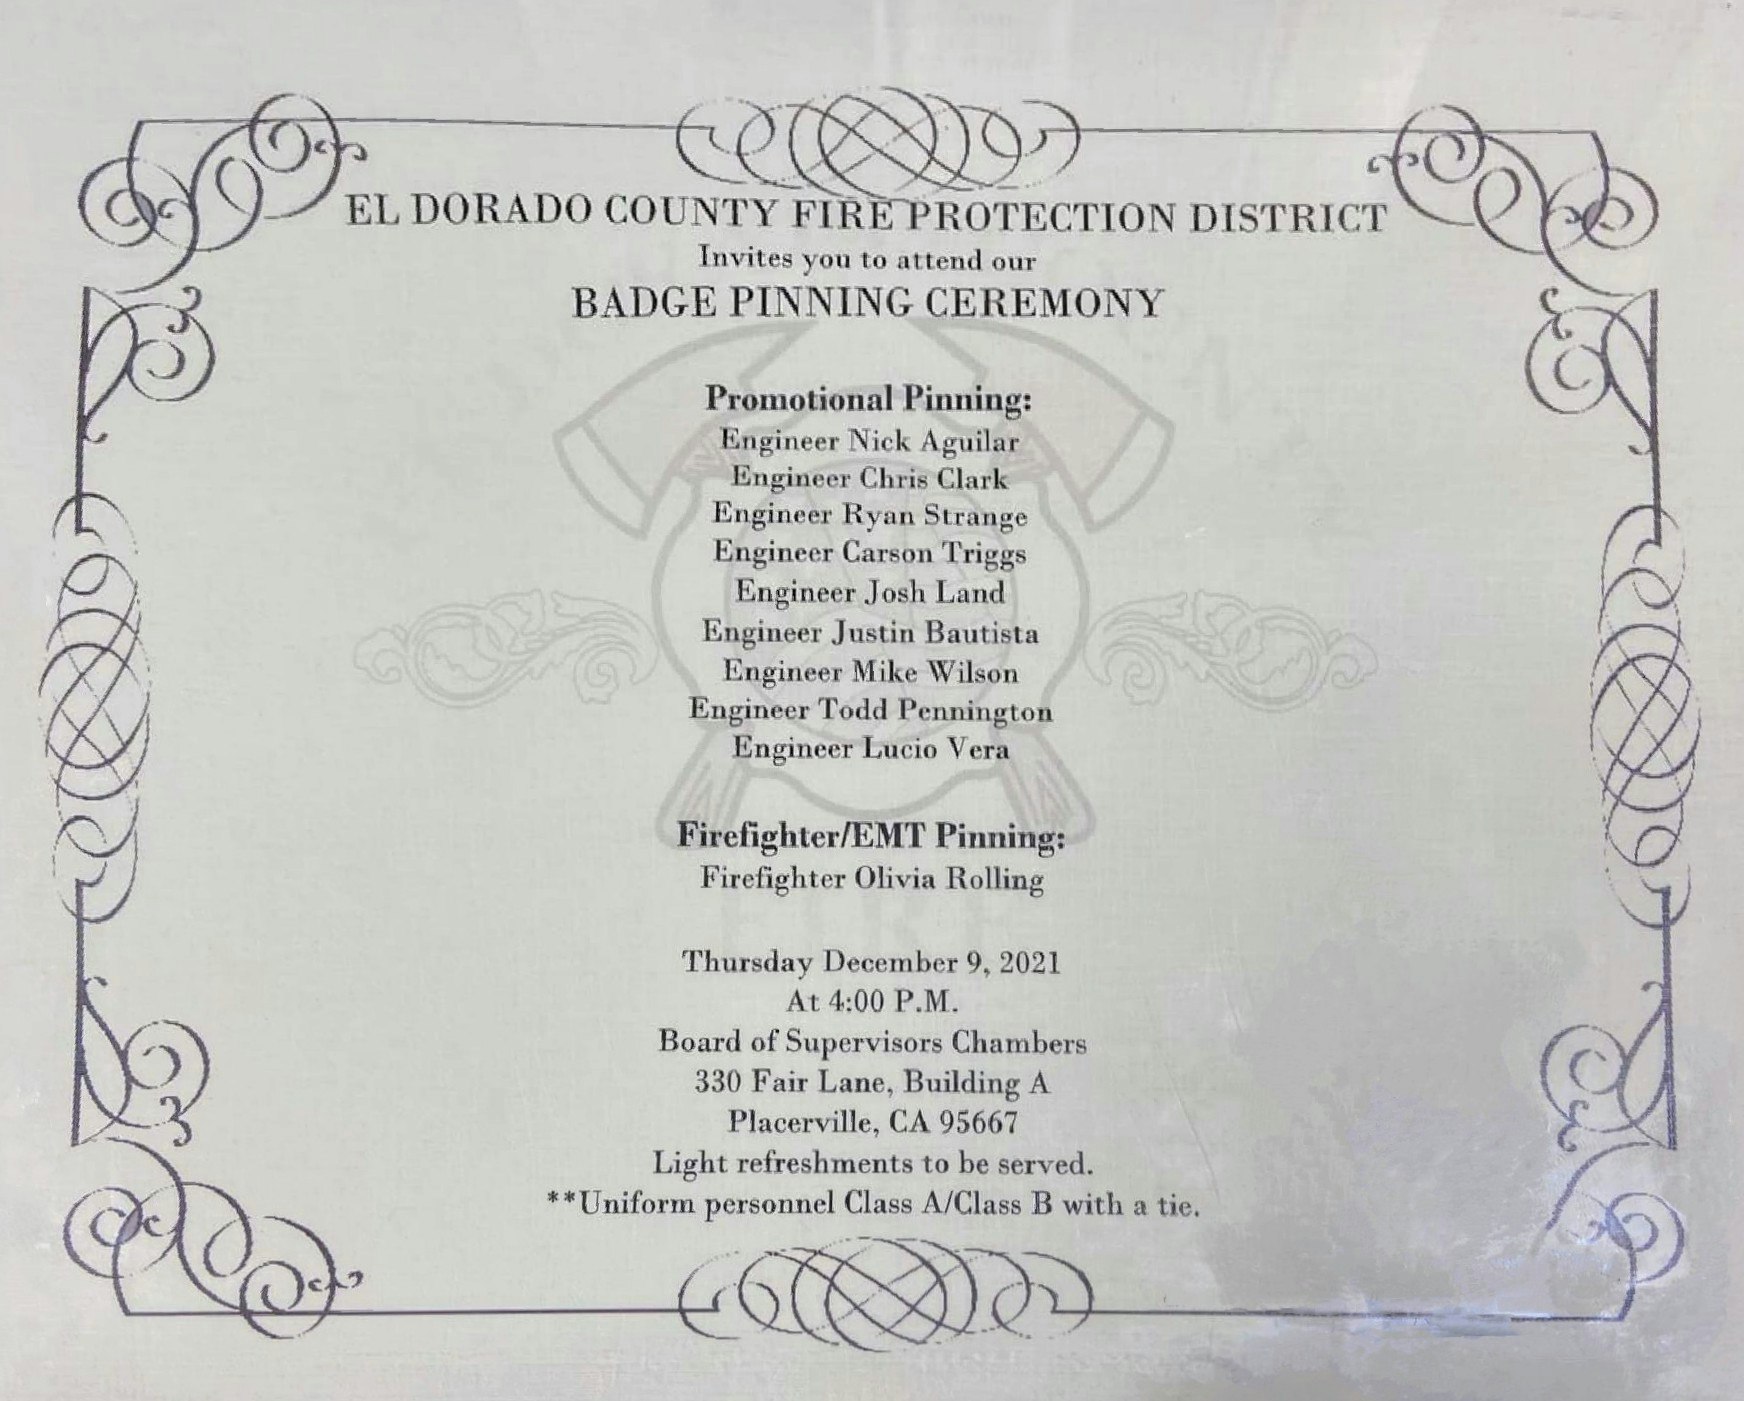 EL DORADO COUNTY FIRE PROTECTION DISTRICT
Invites you to attend our
BADGE PINNING CEREMONY
Promotional Pinning:
Engineer Nick Aguilar
Engineer Chris Clark
Engineer Ryan Strange
Engineer Carson Triggs
Engineer Josh Land
Engineer Justin Bautista
Engineer Mike Wilson
Engineer Todd Pennington
Engineer Lucio Vera
Firefighter/EMT Pinning:
Firefighter Olivia Rolling
Thursday December 9, 2021
At 4:00 P.M.
Board of Supervisors Chambers
330 Fair Lane, Building A
Placerville, CA 95667
Light refreshments to be served.
**Uniform personnel Class A/Class B with a tie.